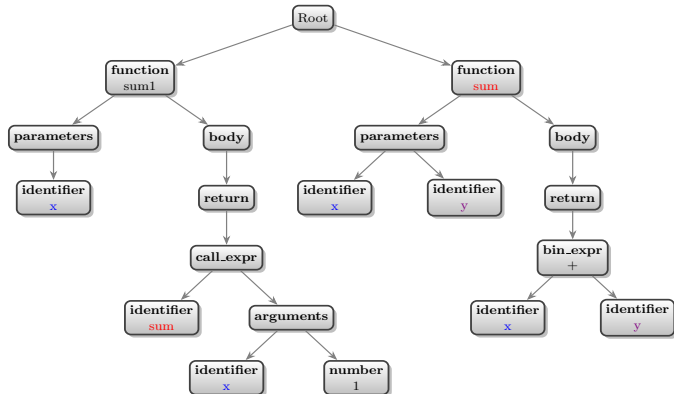 Root
function
sum1
function
sum
parameters
body
parameters
body
identifier
x
return
identifier
x
identifier
y
return
call_expr
bin_expr
+
identifier
sum
arguments
identifier
x
identifier
y
identifier
x
number
1